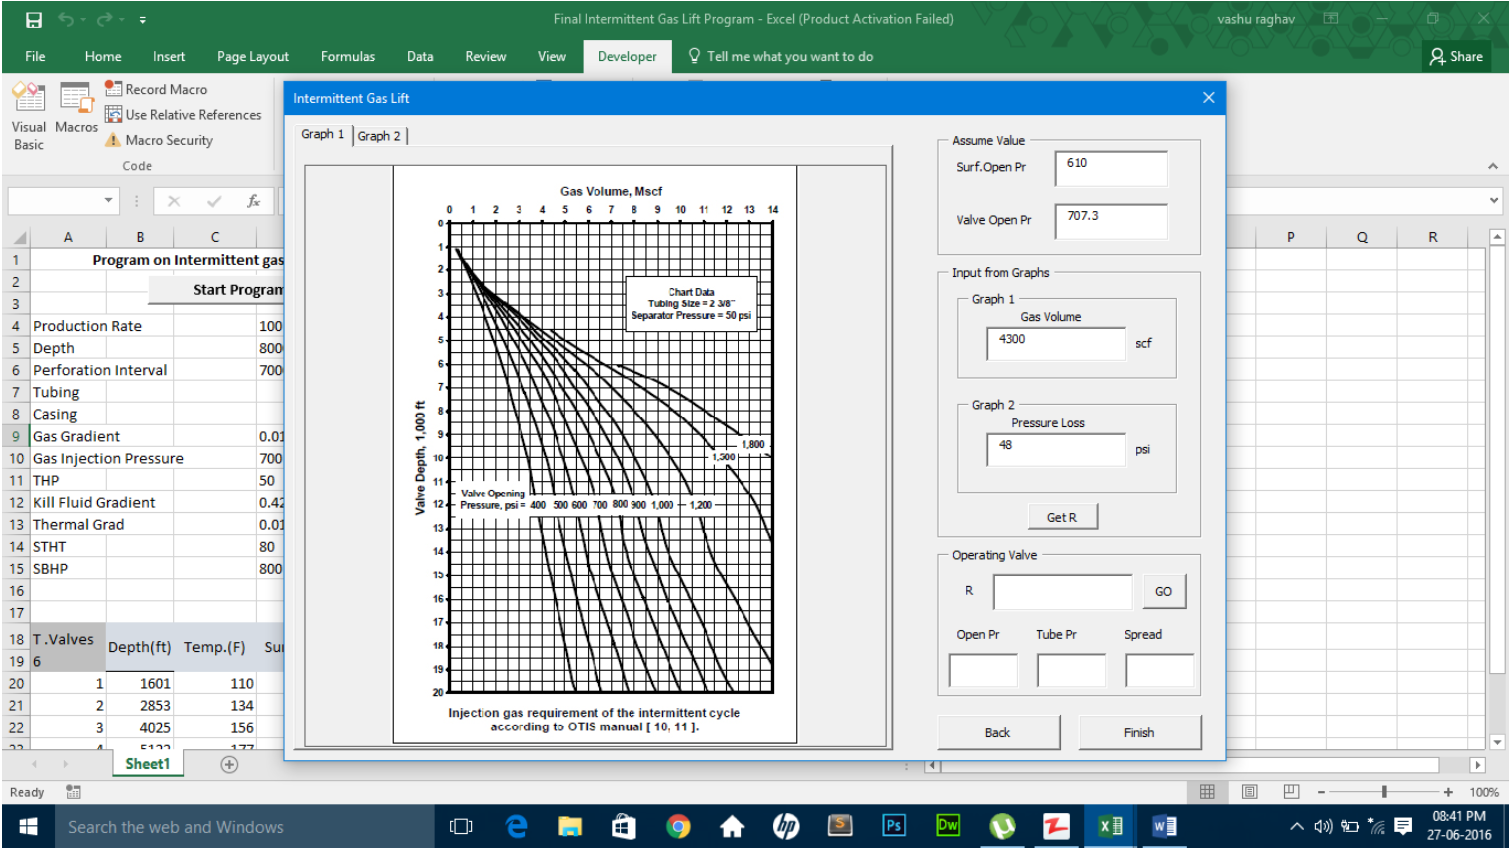 Final Intermittent Gas Lift Program - Excel (Product Activation Failed)
vashu raghav
File Home Insert Page Layout Formulas Data Review View Developer Tell me what you want to do Share
Visual Basic
Macros
Record Macro
Use Relative References
Macro Security
Code
fx
A B C P Q R
1 Program on Intermittent gas
2 Start Program
3
4 Production Rate 100
5 Depth 800
6 Perforation Interval 700
7 Tubing
8 Casing
9 Gas Gradient 0.01
10 Gas Injection Pressure 700
11 THP 50
12 Kill Fluid Gradient 0.42
13 Thermal Grad 0.01
14 STHT 80
15 SBHP 800
16
17
18 T .Valves Depth(ft) Temp.(F) Su
19 6
20 1 1601 110
21 2 2853 134
22 3 4025 156
23 4 5122 177
Sheet1
Ready
100%
Intermittent Gas Lift
Graph 1 Graph 2
Gas Volume, Mscf
0 1 2 3 4 5 6 7 8 9 10 11 12 13 14
0
1
2
3
4
5
6
7
8
9
10
11
12
13
14
15
16
17
18
19
20
Valve Depth, 1,000 ft
Chart Data
Tubing Size = 2 3/8"
Separator Pressure = 50 psi
1,800
1,500
Valve Opening
Pressure, psi = 400 500 600 700 800 900 1,000 1,200
Injection gas requirement of the intermittent cycle
according to OTIS manual [ 10, 11 ].
Assume Value
Surf.Open Pr 610
Valve Open Pr 707.3
Input from Graphs
Graph 1
Gas Volume
4300 scf
Graph 2
Pressure Loss
48 psi
Get R
Operating Valve
R GO
Open Pr Tube Pr Spread
Back Finish
Search the web and Windows
hp
S
Ps
Dw
08:41 PM
27-06-2016